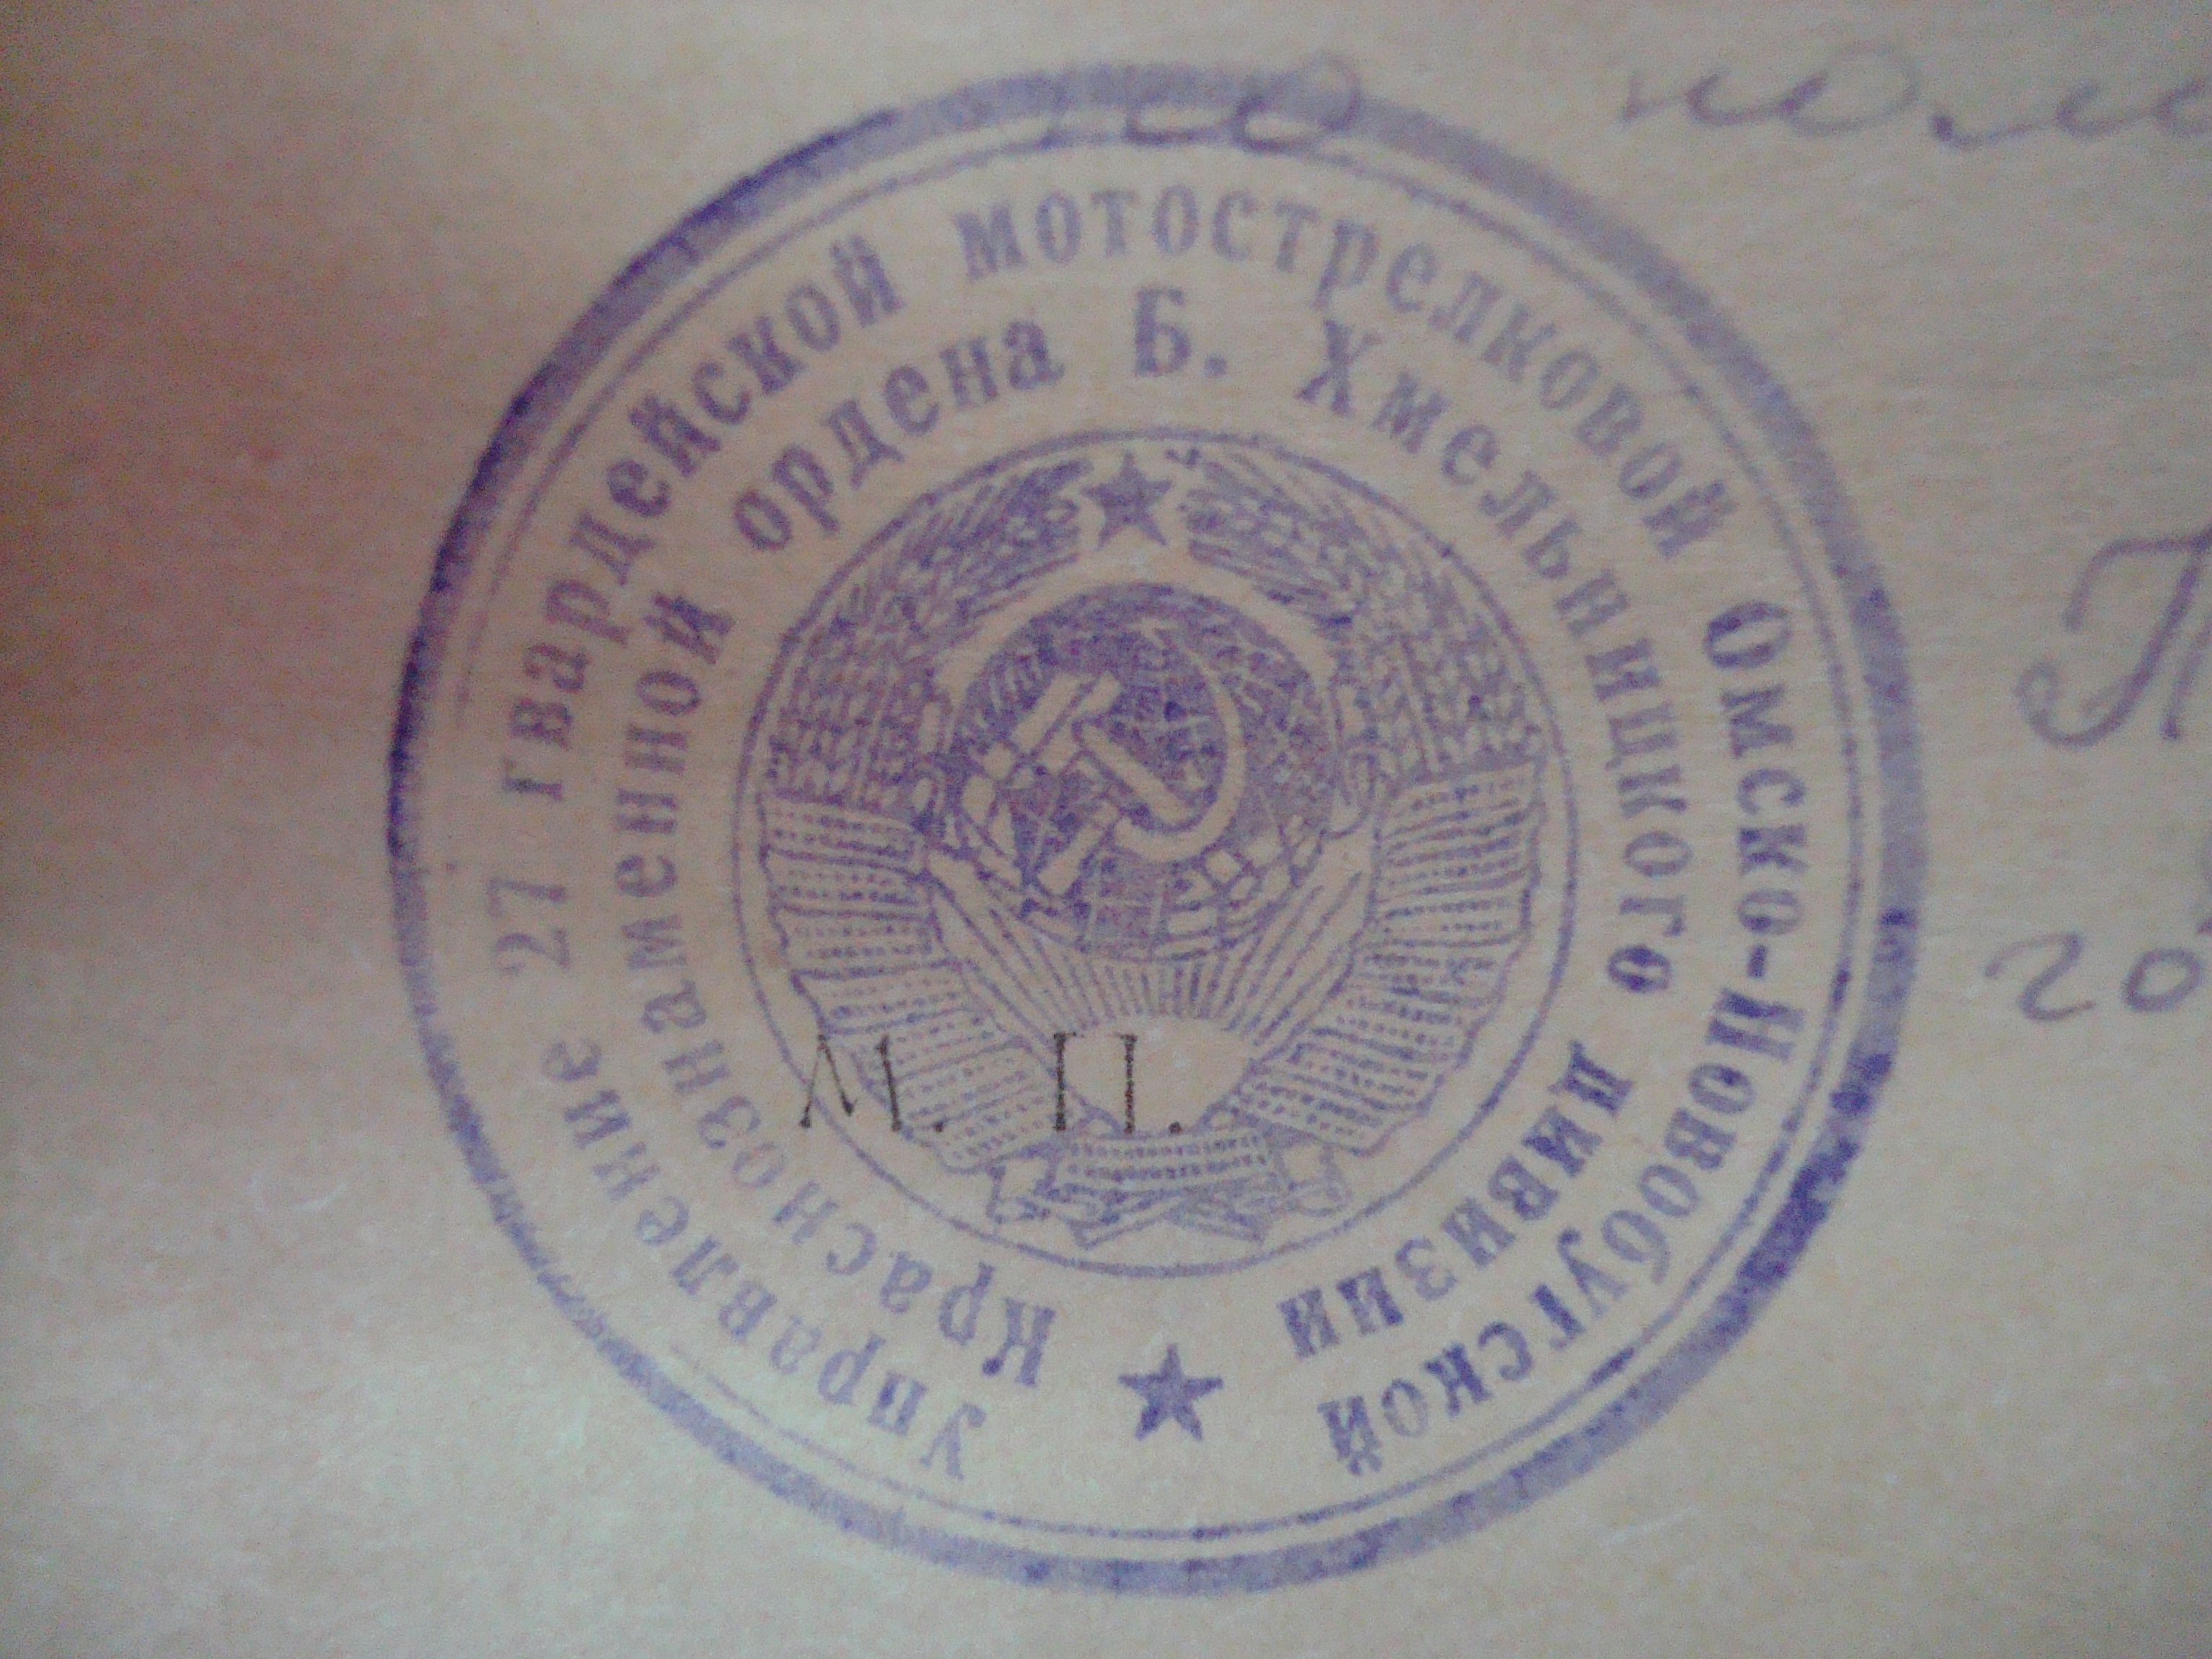 Управление 27 гвардейской мотострелковой Омско-Новобугской
Краснознаменной ордена Б. Хмельницкого дивизии
М. П.